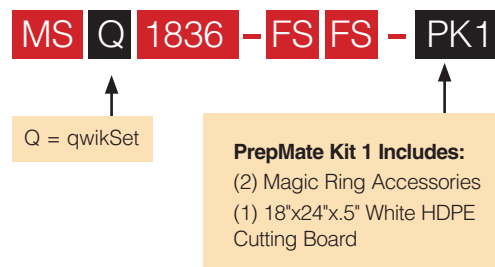 MS Q 1836 – FS FS – PK1
Q = qwikSet
PrepMate Kit 1 Includes:
(2) Magic Ring Accessories
(1) 18"x24"x.5" White HDPE
Cutting Board